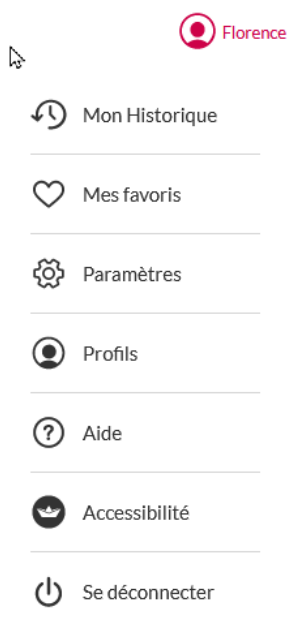 Florence
Mon Historique
Mes favoris
Paramètres
Profils
Aide
Accessibilité
Se déconnecter